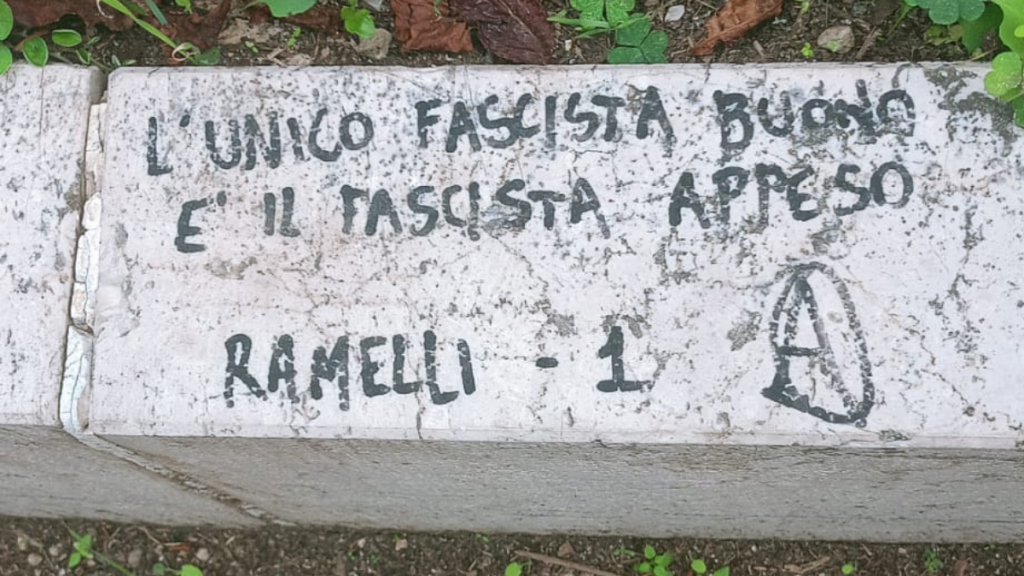 L'UNICO FASCISTA BUONO
E' IL FASCISTA APPESO
RAMELLI - 1 A